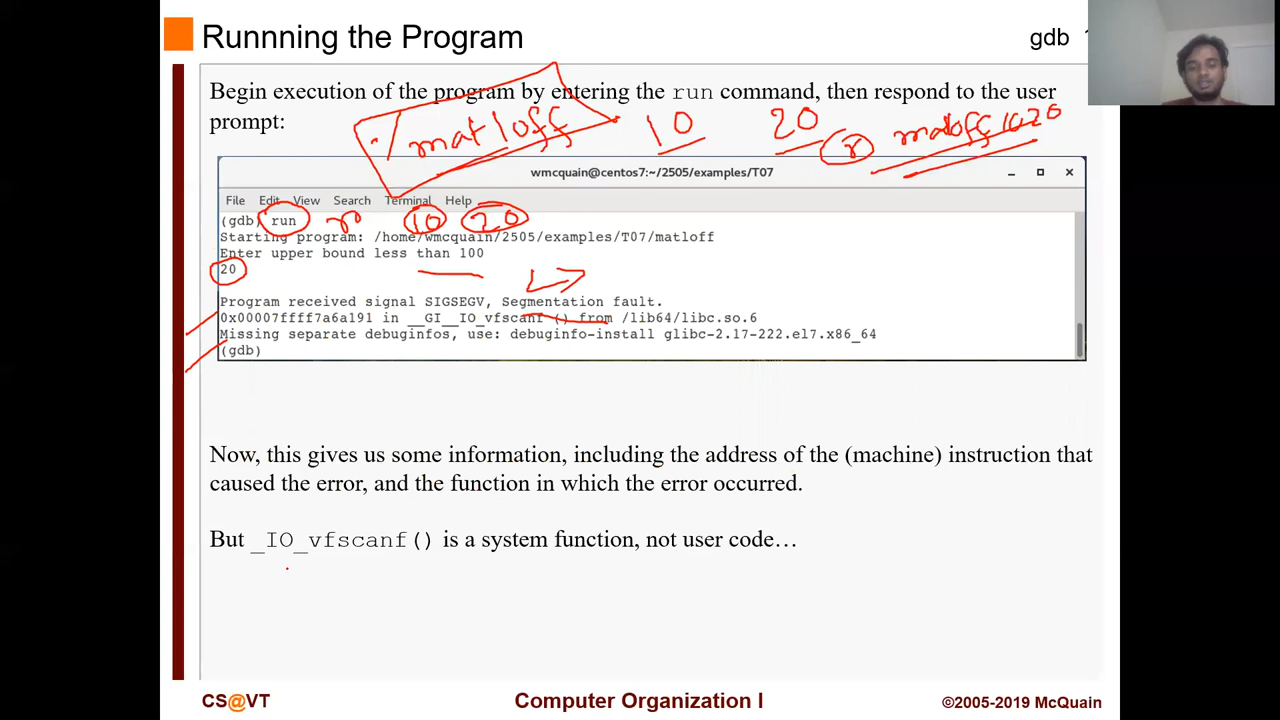 Runnning the Program
gdb
Begin execution of the program by entering the run command, then respond to the user
prompt:
./matloff 10 20
r matloff 10 20
wmcquain@centos7:~/2505/examples/T07
File Edit View Search Terminal Help
(gdb) run r 10 20
Starting program: /home/wmcquain/2505/examples/T07/matloff
Enter upper bound less than 100
20
Program received signal SIGSEGV, Segmentation fault.
0x00007ffff7a6a191 in __GI__IO_vfscanf () from /lib64/libc.so.6
Missing separate debuginfos, use: debuginfo-install glibc-2.17-222.el7.x86_64
(gdb)
Now, this gives us some information, including the address of the (machine) instruction that
caused the error, and the function in which the error occurred.
But _IO_vfscanf() is a system function, not user code…
CS@VT
Computer Organization I
©2005-2019 McQuain